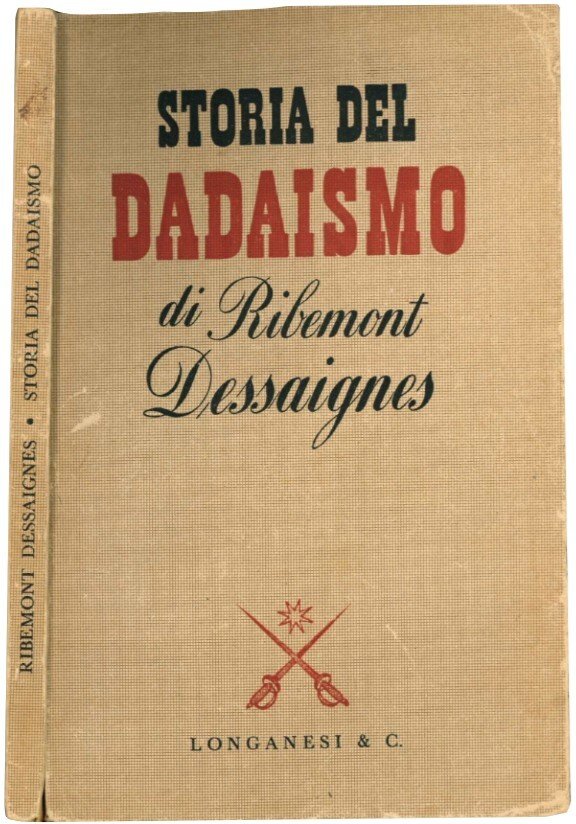 STORIA DEL
DADAISMO
di Ribemont
Dessaignes
LONGANESI & C.
RIBEMONT DESSAIGNES • STORIA DEL DADAISMO